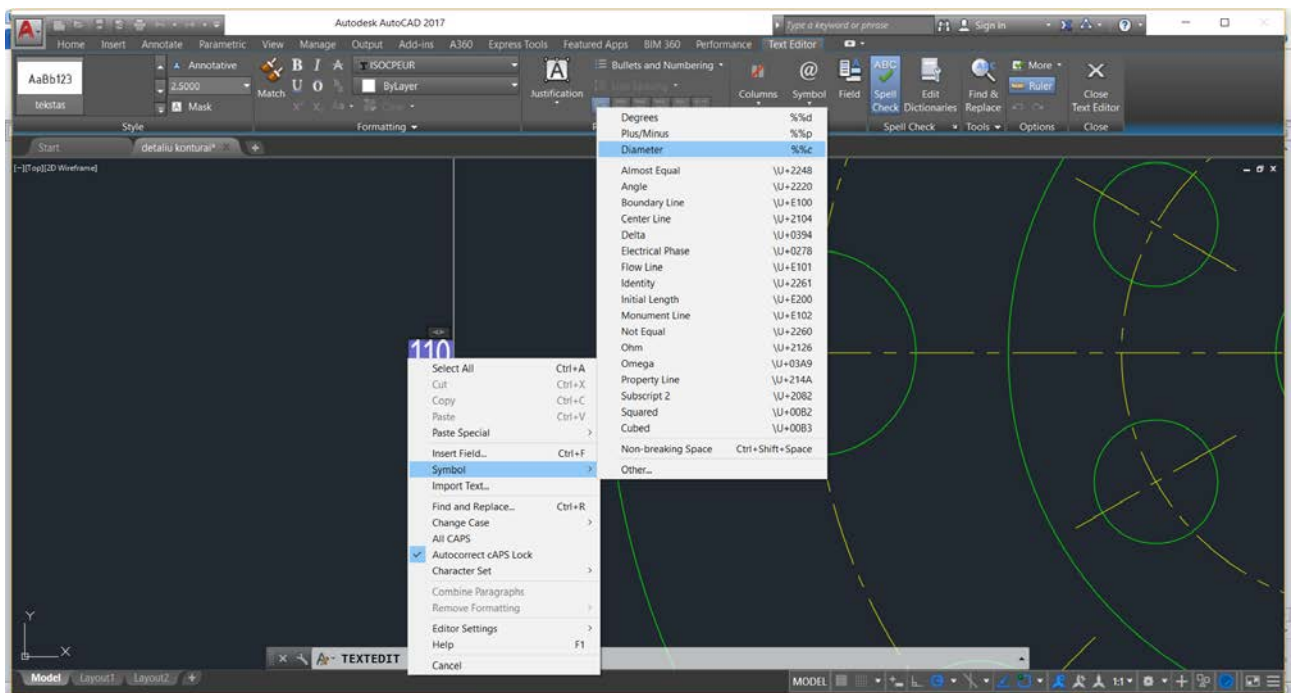 Autodesk AutoCAD 2017
Type a keyword or phrase
Sign In
Home Insert Annotate Parametric View Manage Output Add-ins A360 Express Tools Featured Apps BIM 360 Performance Text Editor
AaBb123
tekstas
Annotative
2.5000
Mask
Style
Match
B I A
U O
ISOCPEUR
ByLayer
Formatting
A
Justification
Bullets and Numbering
Line Spacing
Columns
@
Symbol
Field
ABC
Spell
Check
Edit
Dictionaries
Find &
Replace
More
Ruler
Close
Text Editor
Spell Check
Tools
Options
Close
Start
detaliu konturai*
[-][Top][2D Wireframe]
110
Select All Ctrl+A
Cut Ctrl+X
Copy Ctrl+C
Paste Ctrl+V
Paste Special
Insert Field... Ctrl+F
Symbol
Import Text...
Find and Replace... Ctrl+R
Change Case
All CAPS
Autocorrect cAPS Lock
Character Set
Combine Paragraphs
Remove Formatting
Editor Settings
Help F1
Cancel
Degrees %%d
Plus/Minus %%p
Diameter %%c
Almost Equal \U+2248
Angle \U+2220
Boundary Line \U+E100
Center Line \U+2104
Delta \U+0394
Electrical Phase \U+0278
Flow Line \U+E101
Identity \U+2261
Initial Length \U+E200
Monument Line \U+E102
Not Equal \U+2260
Ohm \U+2126
Omega \U+03A9
Property Line \U+214A
Subscript 2 \U+2082
Squared \U+00B2
Cubed \U+00B3
Non-breaking Space Ctrl+Shift+Space
Other...
Y
X
TEXTEDIT
Model Layout1 Layout2
MODEL
1:1